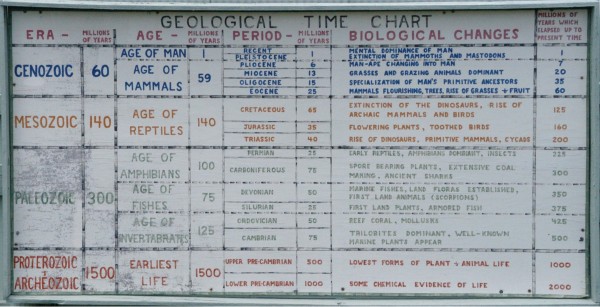 GEOLOGICAL TIME CHART
ERA - MILLIONS OF YEARS AGE - MILLIONS OF YEARS PERIOD - MILLIONS OF YEARS BIOLOGICAL CHANGES MILLIONS OF YEARS WHICH ELAPSED UP TO PRESENT TIME
CENOZOIC 60
AGE OF MAN 1
RECENT
PLEISTOCENE 1 MENTAL DOMINANCE OF MAN 1
EXTINCTION OF MAMMOTHS AND MASTODONS
AGE OF MAMMALS 59
PLIOCENE 6 MAN-APE CHANGING INTO MAN 7
MIOCENE 13 GRASSES AND GRAZING ANIMALS DOMINANT 20
OLIGOCENE 15 SPECIALIZATION OF MAN'S PRIMITIVE ANCESTORS 35
EOCENE 25 MAMMALS FLOURISHING, TREES, RISE OF GRASSES + FRUIT 60
MESOZOIC 140
AGE OF REPTILES 140
CRETACEOUS 65 EXTINCTION OF THE DINOSAURS, RISE OF 125
ARCHAIC MAMMALS AND BIRDS
JURASSIC 35 FLOWERING PLANTS, TOOTHED BIRDS 160
TRIASSIC 40 RISE OF DINOSAURS, PRIMITIVE MAMMALS, CYCADS 200
PALEOZOIC 300
AGE OF AMPHIBIANS 100
PERMIAN 25 EARLY REPTILES, AMPHIBIANS DOMINANT, INSECTS 225
CARBONIFEROUS 75 SPORE BEARING PLANTS, EXTENSIVE COAL 300
MAKING, ANCIENT SHARKS
AGE OF FISHES 75
DEVONIAN 50 MARINE FISHES, LAND FLORAS ESTABLISHED, 350
FIRST LAND ANIMALS (SCORPIONS)
SILURIAN 25 FIRST LAND PLANTS, ARMORED FISH 375
AGE OF INVERTABRATES 125
ORDOVICIAN 50 REEF CORAL, MOLLUSKS 425
CAMBRIAN 75 TRILOBITES DOMINANT, WELL-KNOWN 500
MARINE PLANTS APPEAR
PROTEROZOIC + ARCHEOZOIC 1500
EARLIEST LIFE 1500
UPPER PRE-CAMBRIAN 500 LOWEST FORMS OF PLANT + ANIMAL LIFE 1000
LOWER PRE-CAMBRIAN 1000 SOME CHEMICAL EVIDENCE OF LIFE 2000